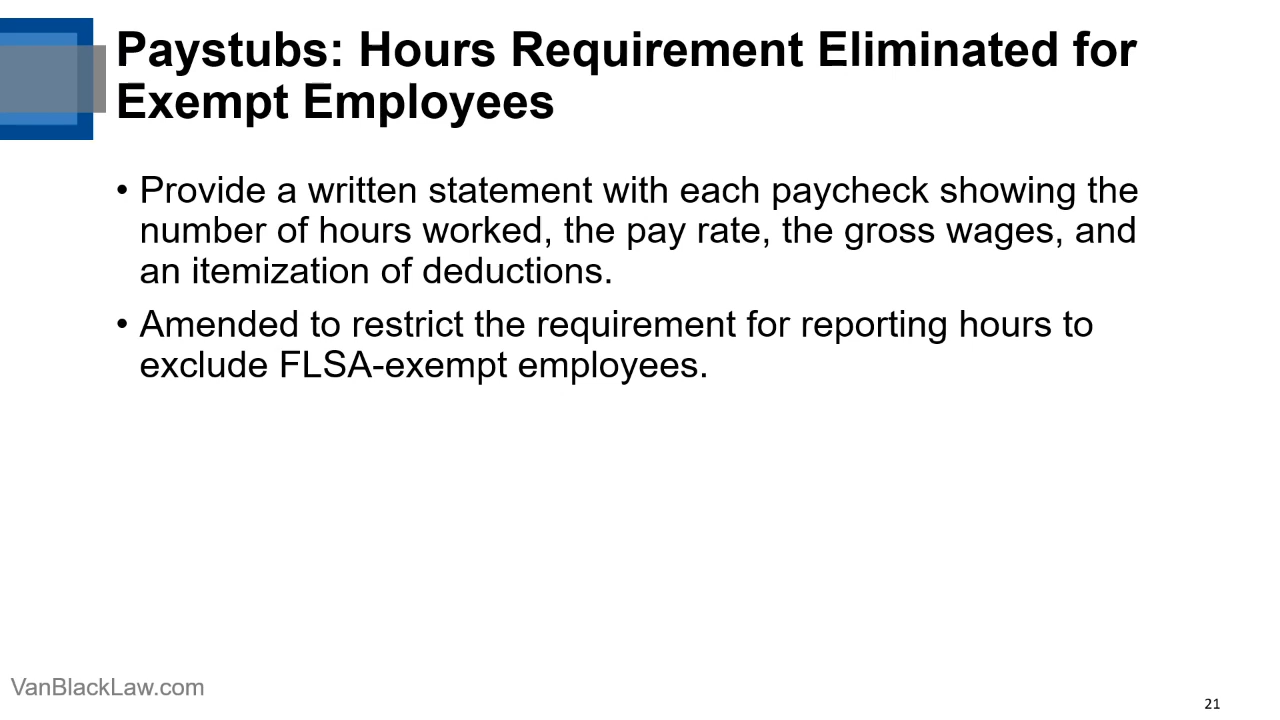 Paystubs: Hours Requirement Eliminated for
Exempt Employees
• Provide a written statement with each paycheck showing the
number of hours worked, the pay rate, the gross wages, and
an itemization of deductions.
• Amended to restrict the requirement for reporting hours to
exclude FLSA-exempt employees.
VanBlackLaw.com
21